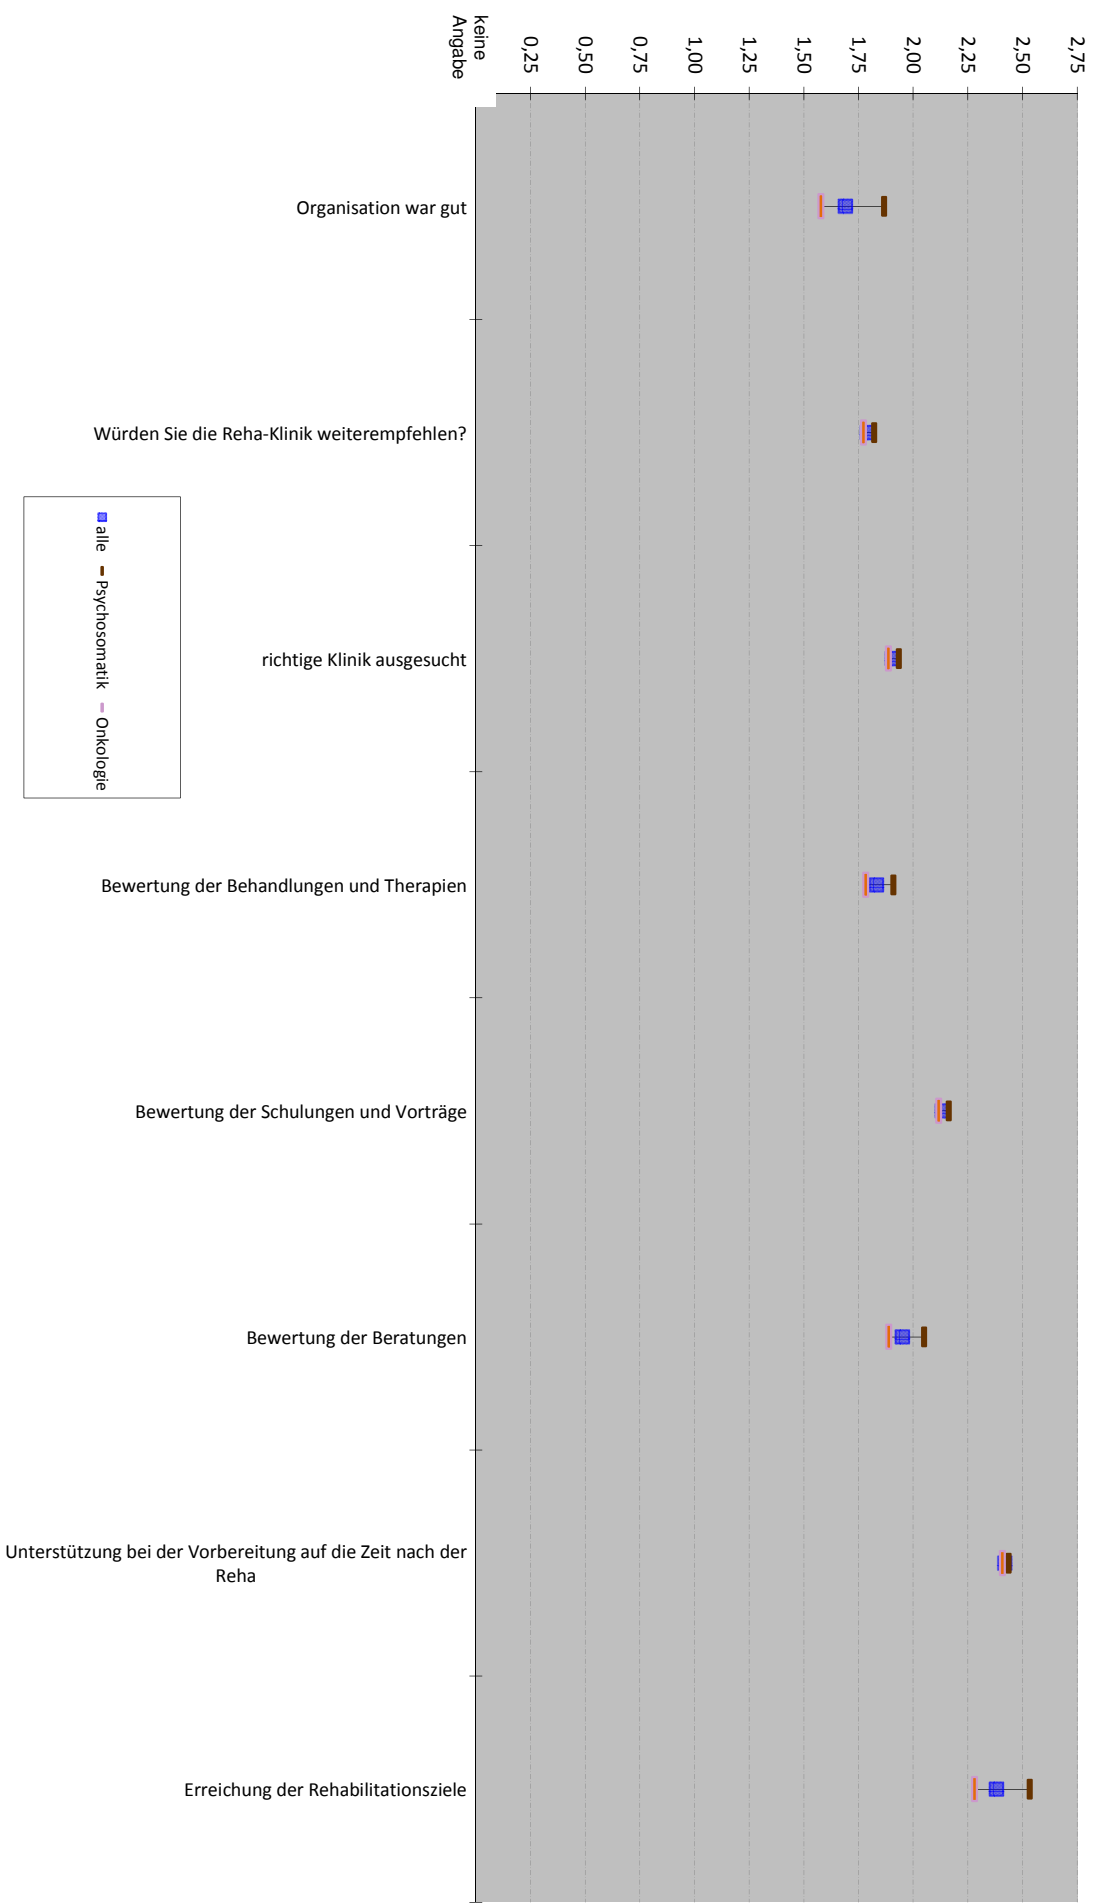 keine
Angabe
0,25
0,50
0,75
1,00
1,25
1,50
1,75
2,00
2,25
2,50
2,75
Organisation war gut
Würden Sie die Reha-Klinik weiterempfehlen?
richtige Klinik ausgesucht
Bewertung der Behandlungen und Therapien
Bewertung der Schulungen und Vorträge
Bewertung der Beratungen
Unterstützung bei der Vorbereitung auf die Zeit nach der
Reha
Erreichung der Rehabilitationsziele
alle Psychosomatik Onkologie